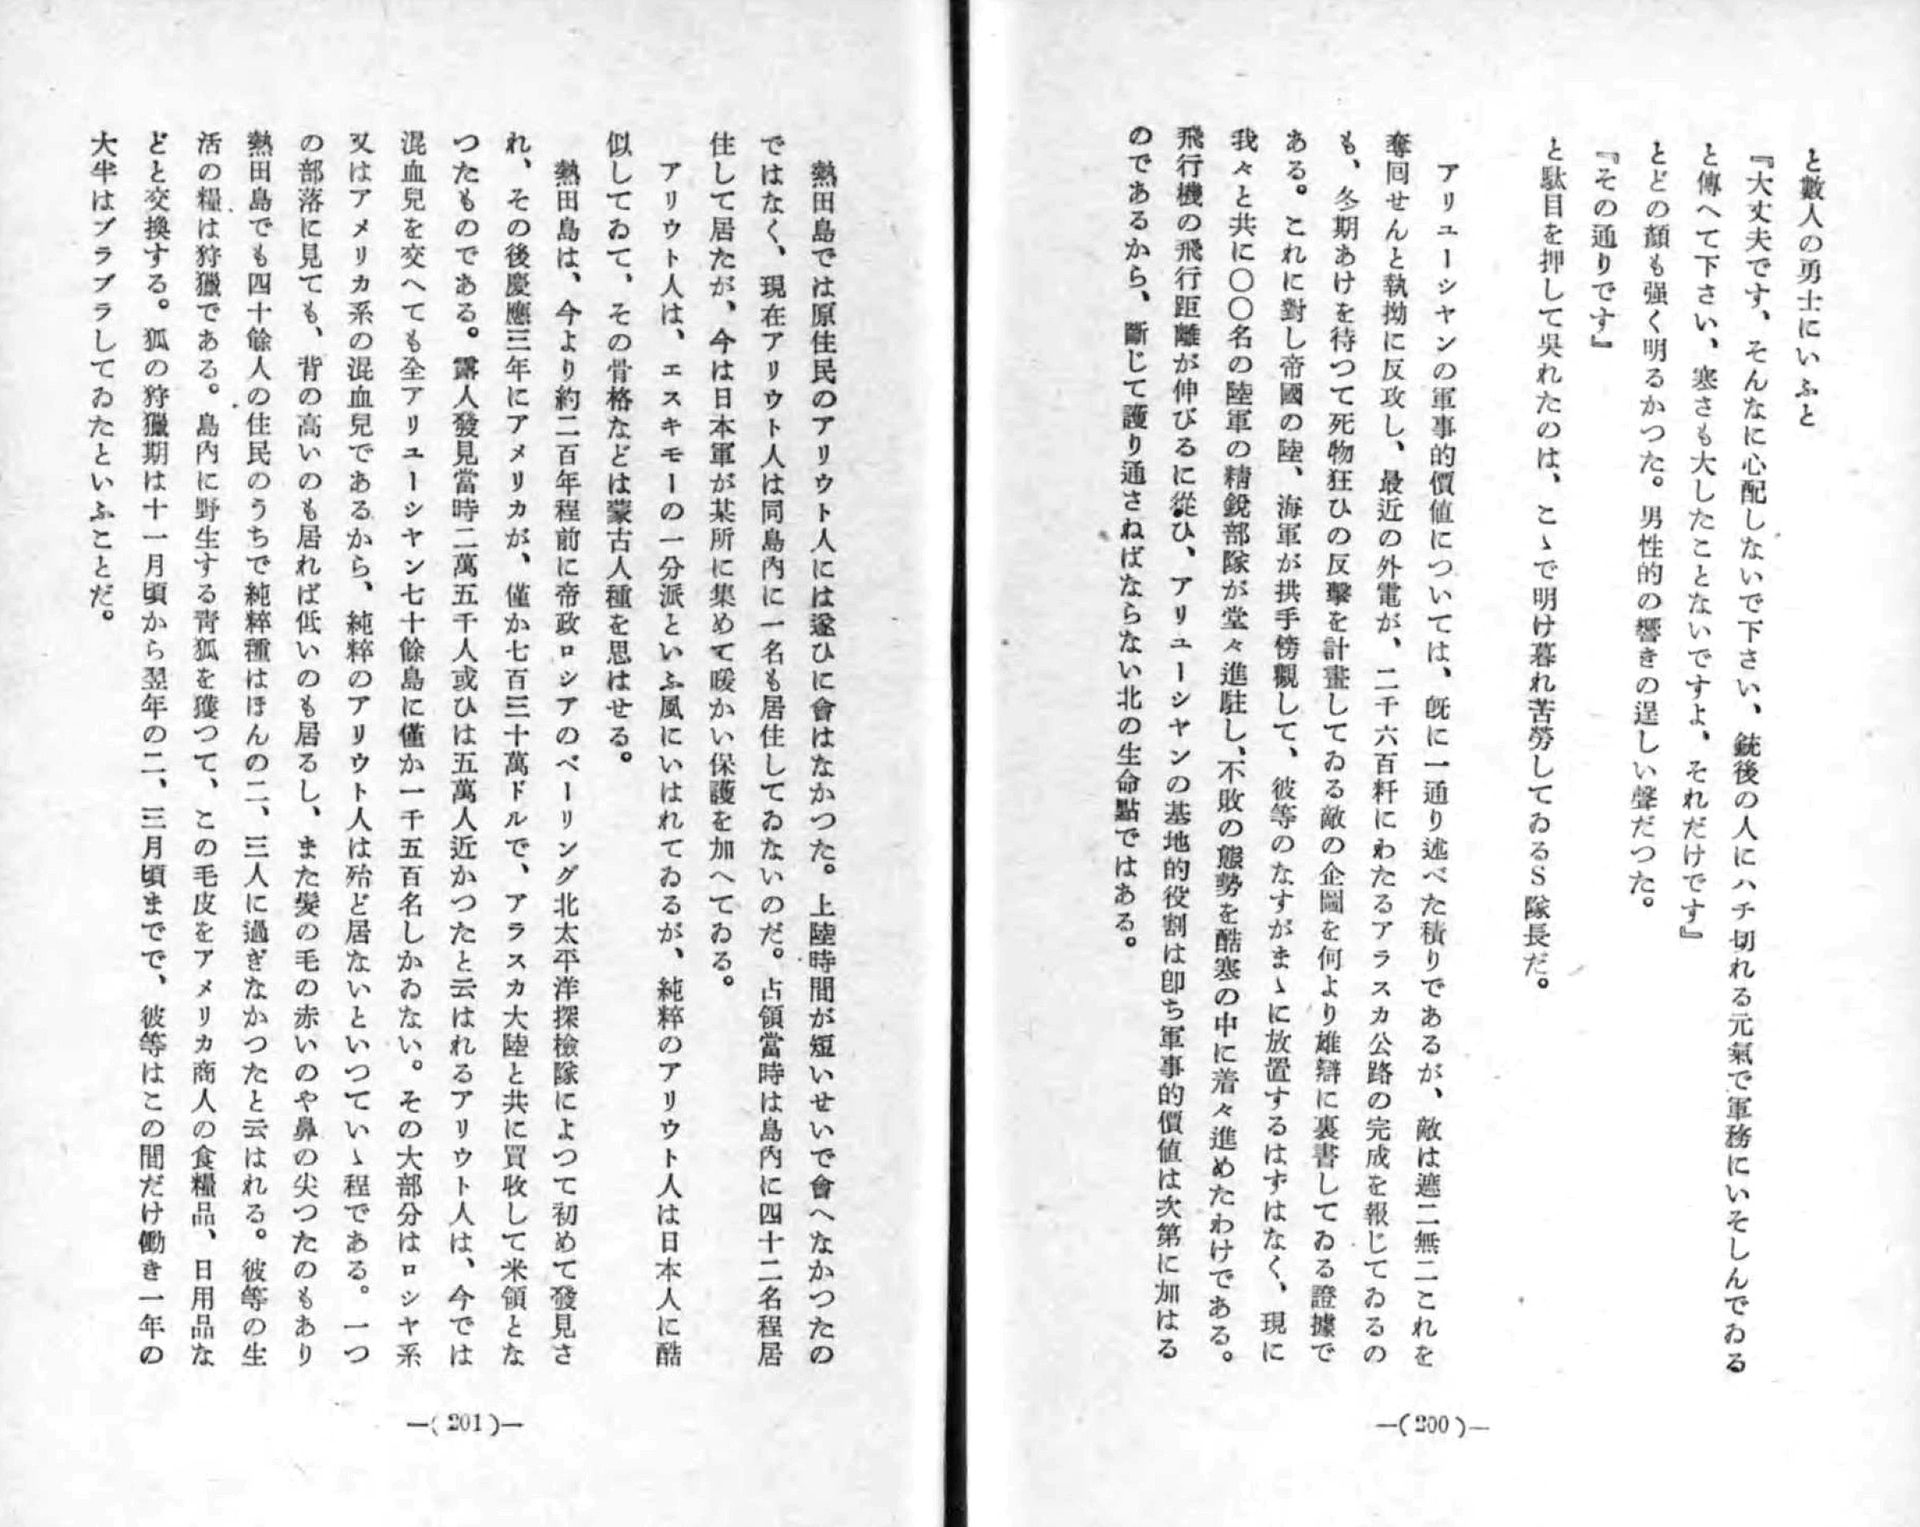 と數人の勇士にいふと
『大丈夫です、そんなに心配しないで下さい、銃後の人にハチ切れる元氣で軍務にいそしんでゐる
と傳へて下さい、寒さも大したことないですよ、それだけです』
とどの顏も强く明るかつた。男性的の響きの逞しい聲だつた。
『その通りです』
と駄目を押して吳れたのは、こゝで明け暮れ苦勞してゐるＳ隊長だ。
アリューシヤンの軍事的價値については、既に一通り述べた積りであるが、敵は遮二無二これを
奪回せんと執拗に反攻し、最近の外電が、二千六百粁にわたるアラスカ公路の完成を報じてゐるの
も、冬期あけを待つて死物狂ひの反擊を計畫してゐる敵の企圖を何より雄辯に裏書してゐる證據で
ある。これに對し帝國の陸、海軍が拱手傍觀して、彼等のなすがまゝに放置するはずはなく、現に
我々と共に〇〇名の陸軍の精銳部隊が堂々進駐し、不敗の態勢を酷寒の中に着々進めたわけである。
飛行機の飛行距離が伸びるに從ひ、アリューシヤンの基地的役割は卽ち軍事的價値は次第に加はる
のであるから、斷じて護り通さねばならない北の生命點ではある。
—(200)—
熱田島では原住民のアリウト人には遂ひに會はなかつた。上陸時間が短いせいで會へなかつたの
ではなく、現在アリウト人は同島內に一名も居住してゐないのだ。占領當時は島內に四十二名程居
住して居たが、今は日本軍が某所に集めて暖かい保護を加へてゐる。
アリウト人は、エスキモーの一分派といふ風にいはれてゐるが、純粹のアリウト人は日本人に酷
似してゐて、その骨格などは蒙古人種を思はせる。
熱田島は、今より約二百年程前に帝政ロシアのベーリング北太平洋探檢隊によつて初めて發見さ
れ、その後慶應三年にアメリカが、僅か七百三十萬ドルで、アラスカ大陸と共に買收して米領とな
つたものである。露人發見當時二萬五千人或ひは五萬人近かつたと云はれるアリウト人は、今では
混血兒を交へても全アリューシヤン七十餘島に僅か一千五百名しかゐない。その大部分はロシヤ系
又はアメリカ系の混血兒であるから、純粹のアリウト人は殆ど居ないといつていゝ程である。一つ
の部落に見ても、背の高いのも居れば低いのも居るし、また髮の毛の赤いのや鼻の尖つたのもあり
熱田島でも四十餘人の住民のうちで純粹種はほんの二、三人に過ぎなかつたと云はれる。彼等の生
活の糧は狩獵である。島內に野生する靑狐を獲つて、この毛皮をアメリカ商人の食糧品、日用品な
どと交換する。狐の狩獵期は十一月頃から翌年の二、三月頃までで、彼等はこの間だけ働き一年の
大半はブラブラしてゐたといふことだ。
—(201)—